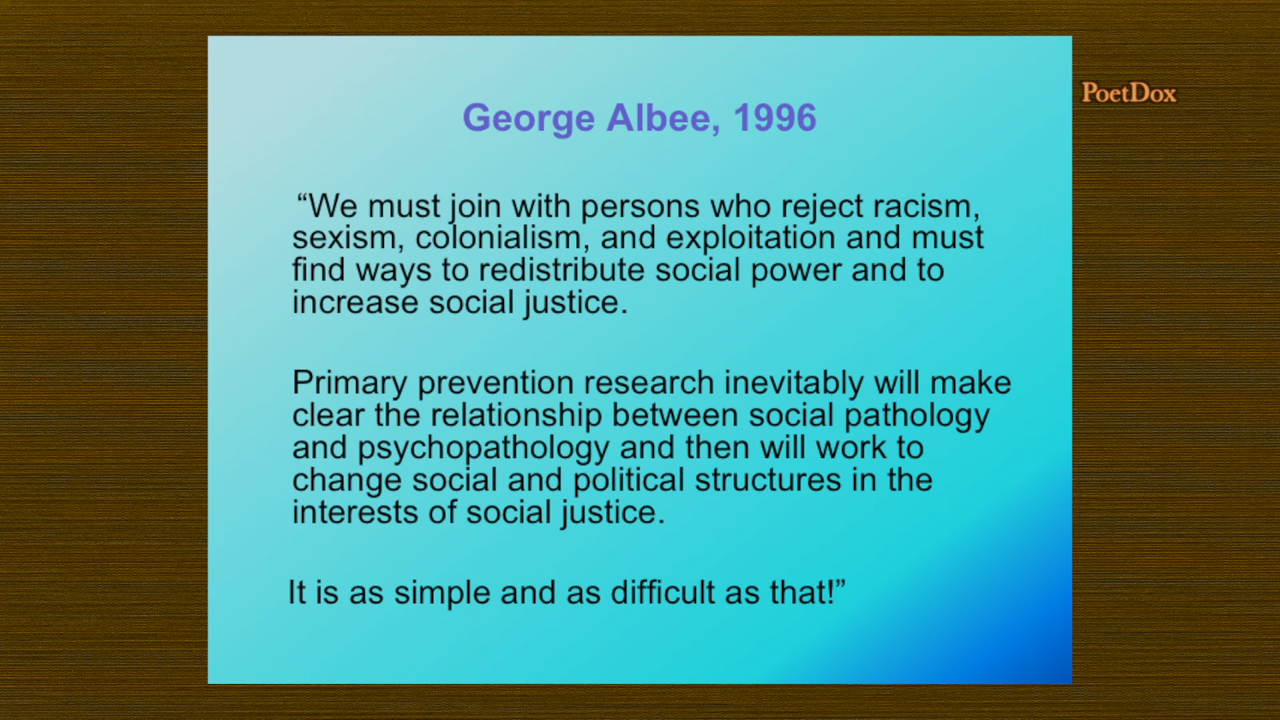 George Albee, 1996
PoetDox
“We must join with persons who reject racism,
sexism, colonialism, and exploitation and must
find ways to redistribute social power and to
increase social justice.
Primary prevention research inevitably will make
clear the relationship between social pathology
and psychopathology and then will work to
change social and political structures in the
interests of social justice.
It is as simple and as difficult as that!”